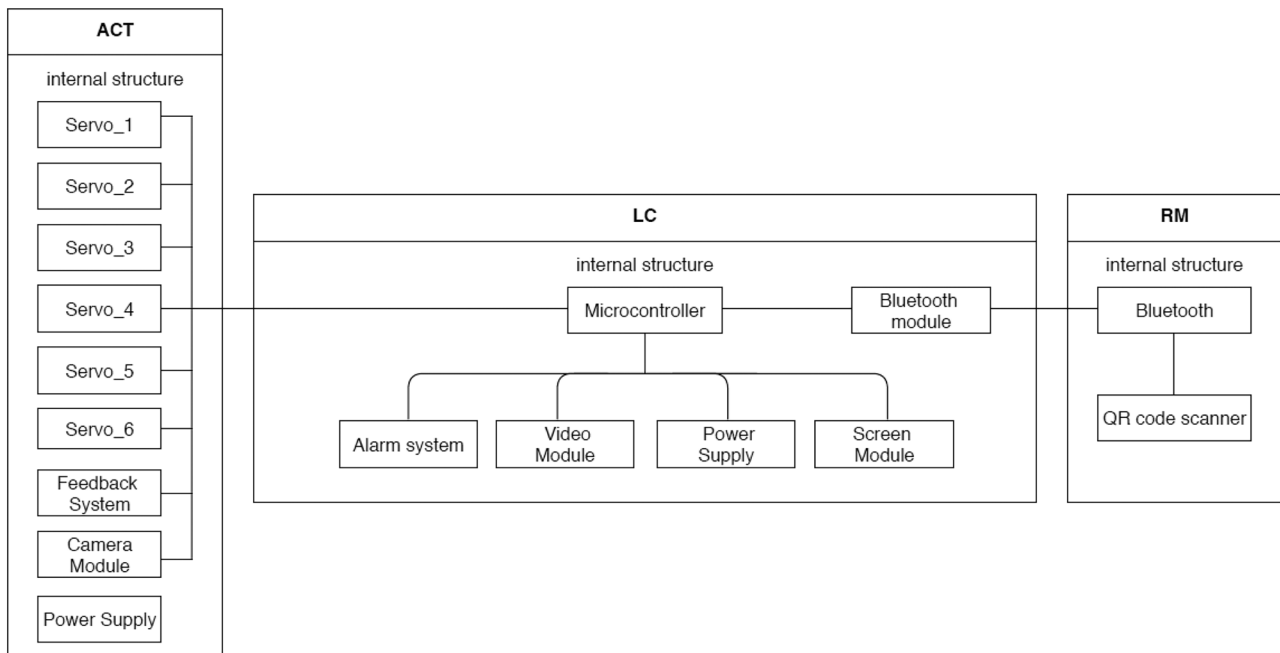 ACT
internal structure
Servo_1
Servo_2
Servo_3
Servo_4
Servo_5
Servo_6
Feedback
System
Camera
Module
Power Supply
LC
internal structure
Microcontroller
Bluetooth
module
Alarm system
Video
Module
Power
Supply
Screen
Module
RM
internal structure
Bluetooth
QR code scanner